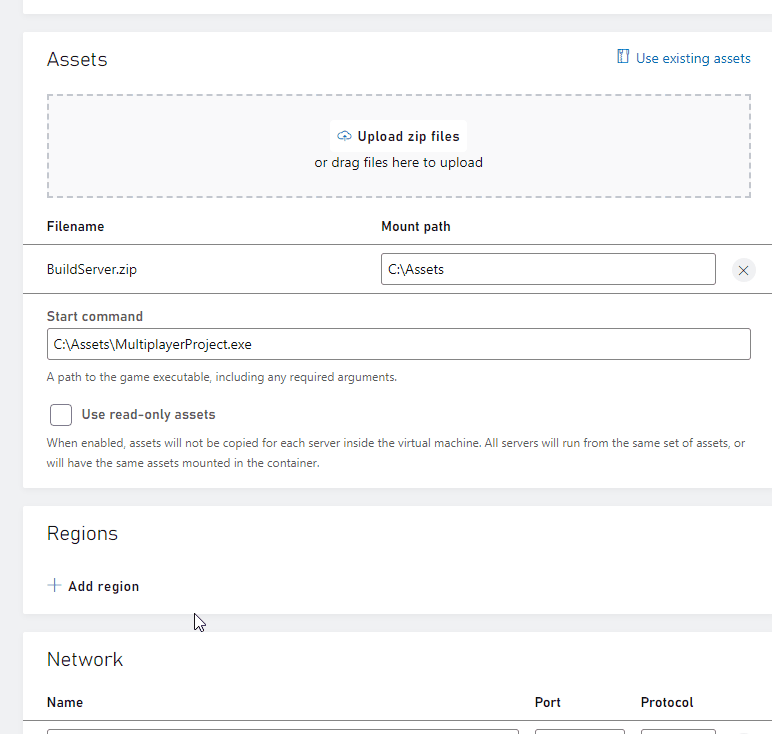 Assets
Use existing assets
Upload zip files
or drag files here to upload
Filename Mount path
BuildServer.zip C:\Assets
Start command
C:\Assets\MultiplayerProject.exe
A path to the game executable, including any required arguments.
Use read-only assets
When enabled, assets will not be copied for each server inside the virtual machine. All servers will run from the same set of assets, or
will have the same assets mounted in the container.
Regions
Add region
Network
Name Port Protocol